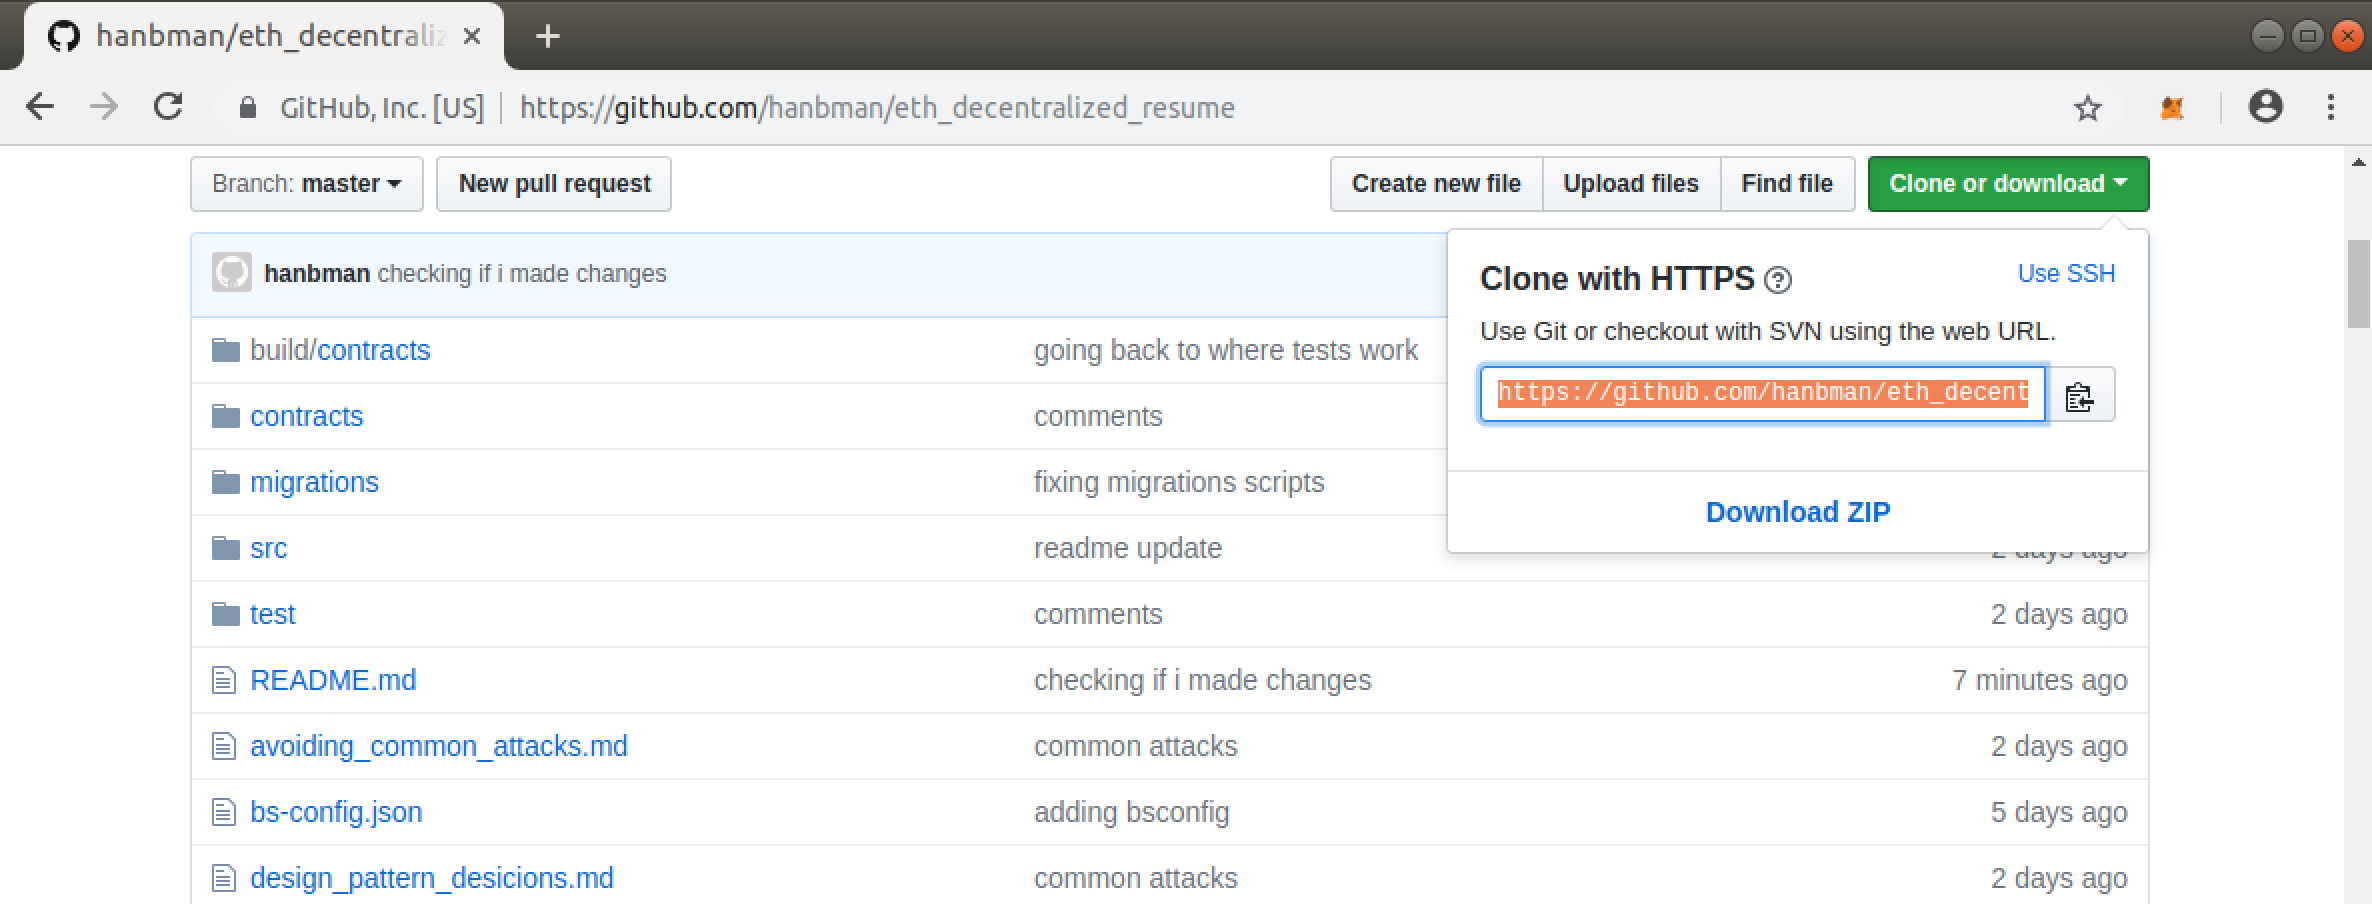 hanbman/eth_decentraliz
GitHub, Inc. [US] https://github.com/hanbman/eth_decentralized_resume
Branch: master New pull request Create new file Upload files Find file Clone or download
hanbman checking if i made changes
Clone with HTTPS ? Use SSH
Use Git or checkout with SVN using the web URL.
https://github.com/hanbman/eth_decent
Download ZIP
build/contracts going back to where tests work
contracts comments
migrations fixing migrations scripts
src readme update 2 days ago
test comments 2 days ago
README.md checking if i made changes 7 minutes ago
avoiding_common_attacks.md common attacks 2 days ago
bs-config.json adding bsconfig 5 days ago
design_pattern_desicions.md common attacks 2 days ago